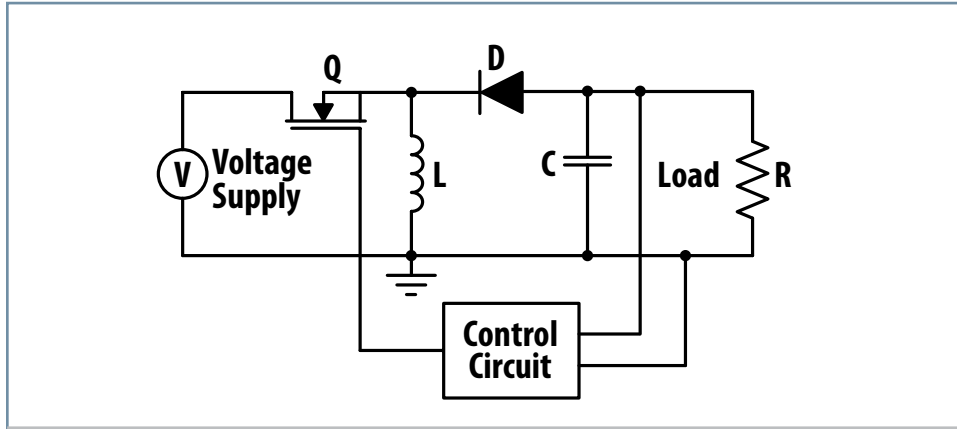 Q
D
V
Voltage
Supply
L
C
Load
R
Control
Circuit